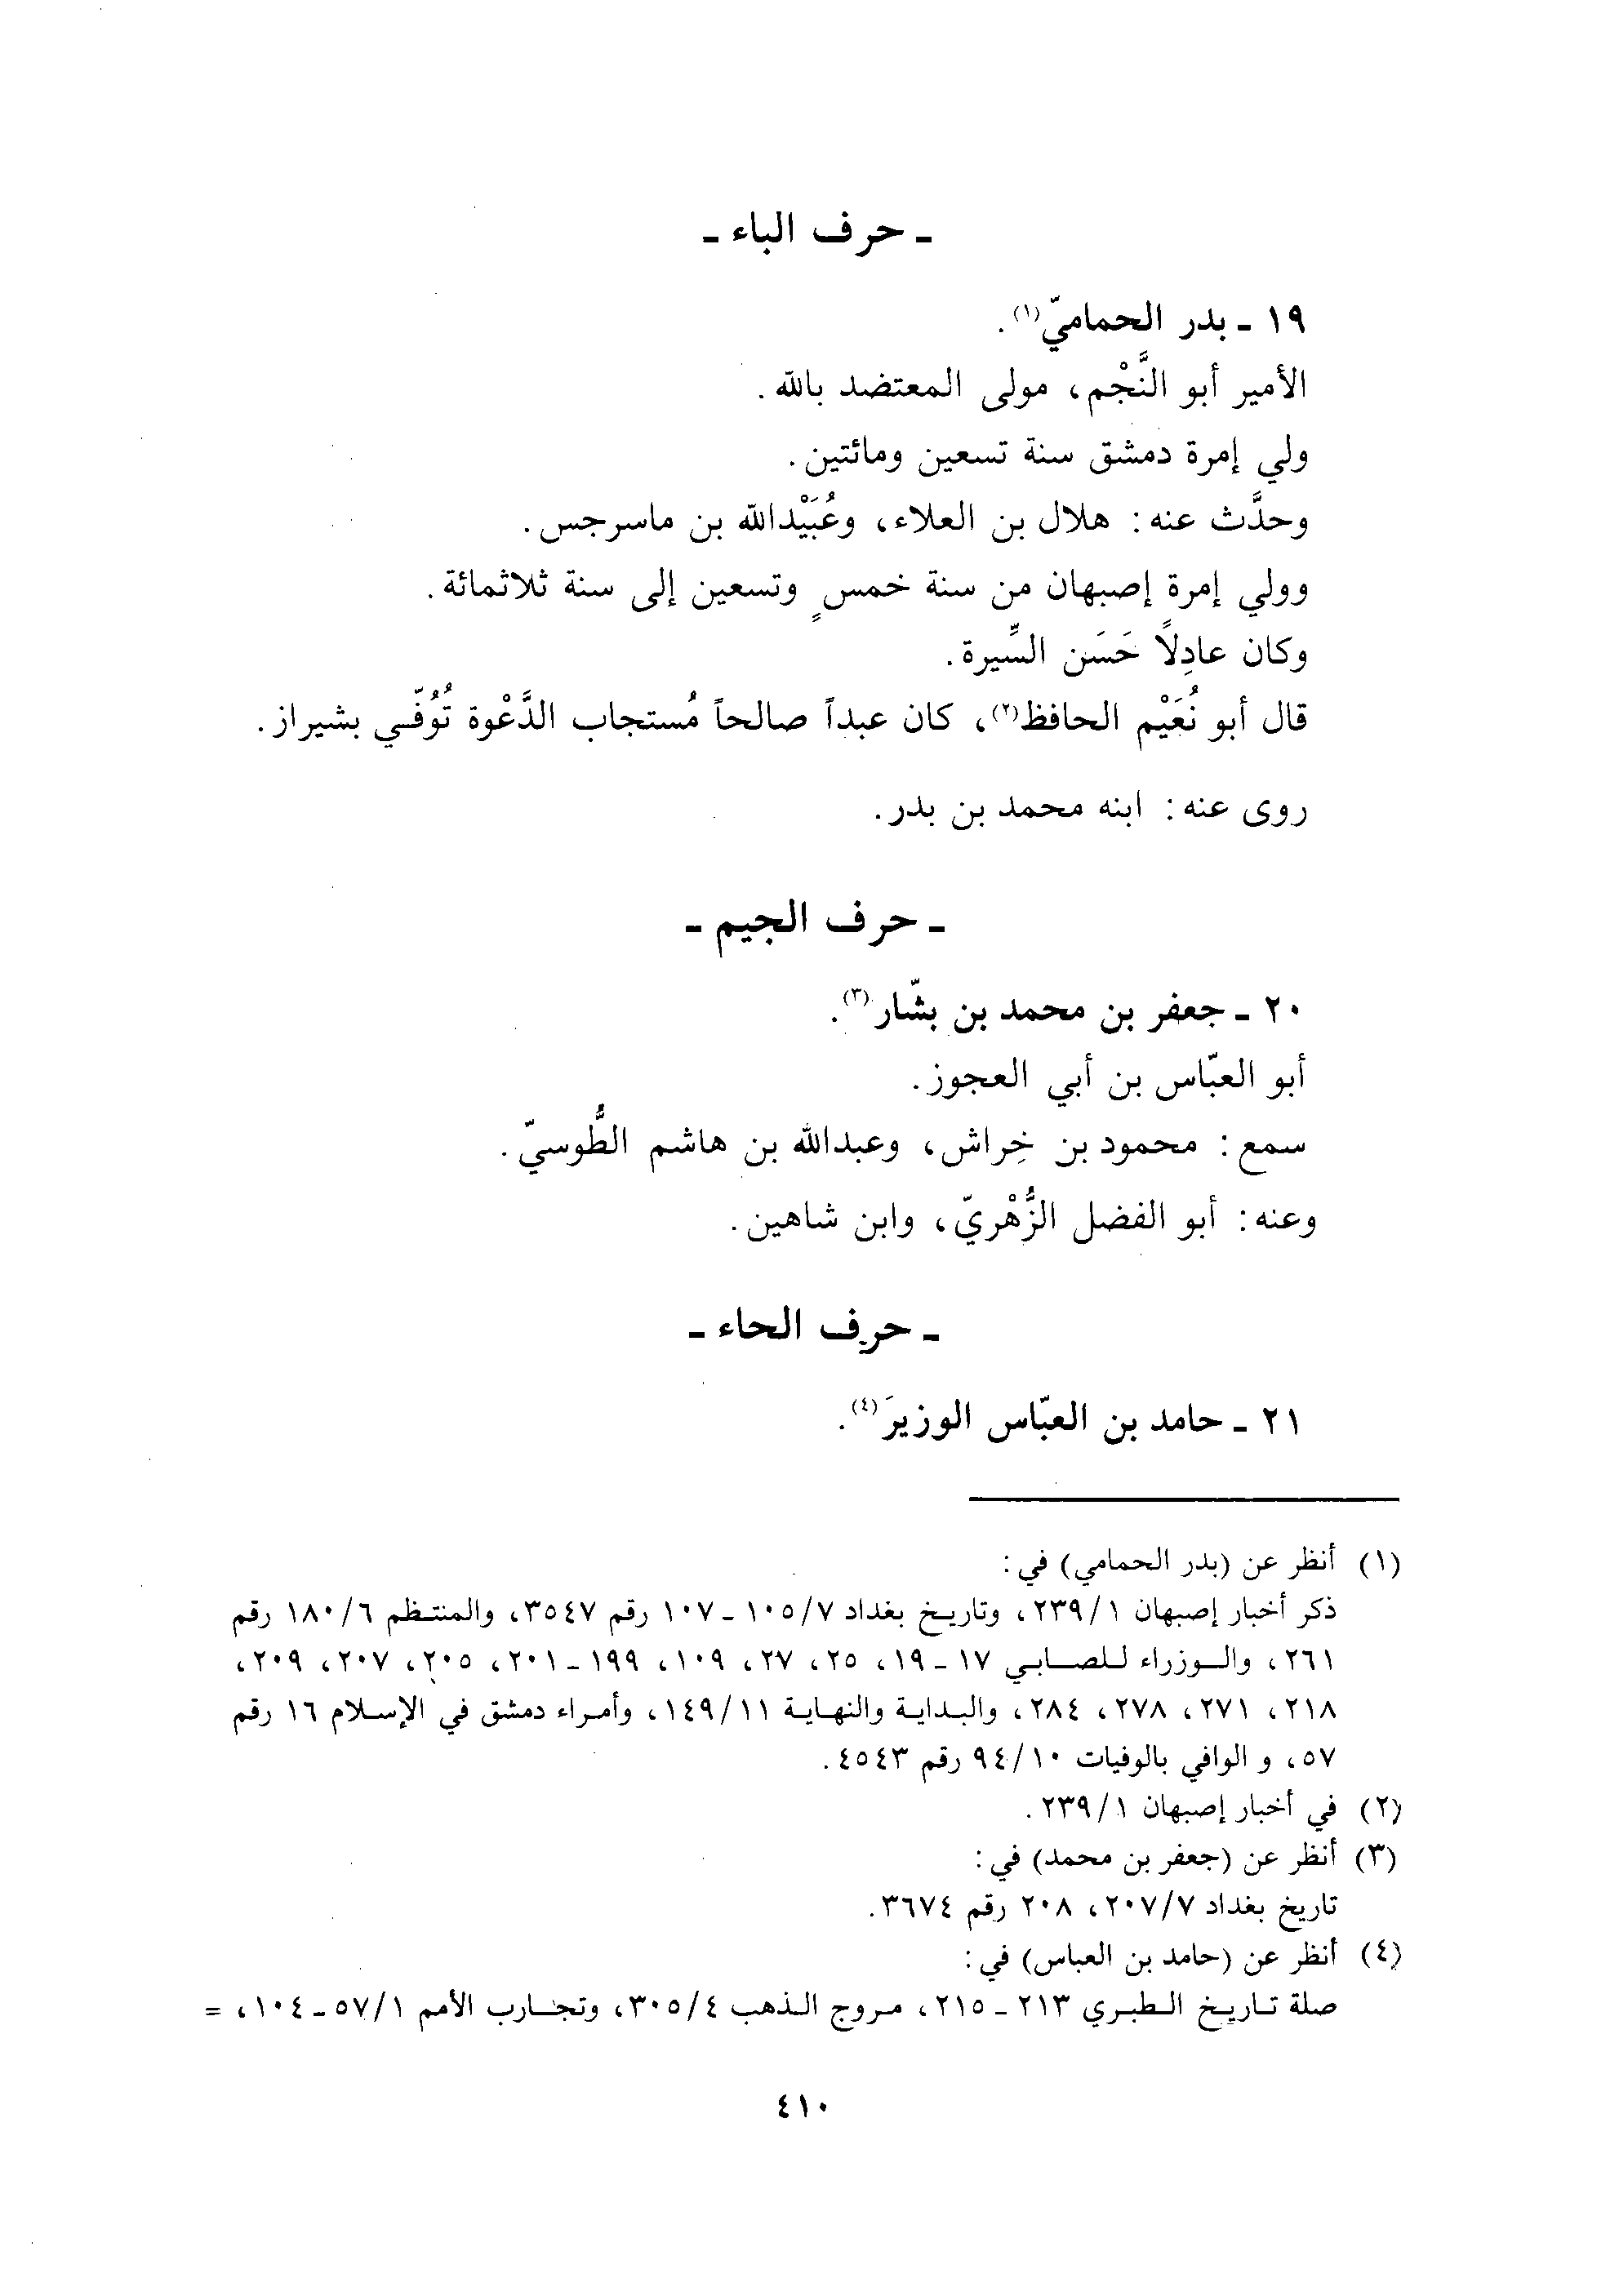 ـ حرف الباء ـ
١٩ ـ بدر الحماميّ(١).
الأمير أبو النَّجْم، مولى المعتضد بالله.
ولي إمرة دمشق سنة تسعين ومائتين.
وحدَّث عنه: هلال بن العلاء، وعُبَيْدالله بن ماسرجس.
وولي إمرة إصبهان من سنة خمسٍ وتسعين إلى سنة ثلاثمائة.
وكان عادِلاً حَسَن السِّيرة.
قال أبو نُعَيْم الحافظ(٢)، كان عبداً صالحاً مُستجاب الدَّعْوة تُوُفّي بشيراز.
روى عنه: ابنه محمد بن بدر.
ـ حرف الجيم ـ
٢٠ ـ جعفر بن محمد بن بشّار(٣).
أبو العبّاس بن أبي العجوز.
سمع: محمود بن خِراش، وعبدالله بن هاشم الطُّوسيّ.
وعنه: أبو الفضل الزُّهْريّ، وابن شاهين.
ـ حرف الحاء ـ
٢١ ـ حامد بن العبّاس الوزيرَ(٤).
(١) أنظر عن (بدر الحمامي) في:
ذكر أخبار إصبهان ٢٣٩/١، وتاريخ بغداد ١٠٥/٧ ـ ١٠٧ رقم ٣٥٤٧، والمنتظم ١٨٠/٦ رقم
٢٦١، والوزراء للصابي ١٧ ـ ١٩، ٢٥، ٢٧، ١٠٩، ١٩٩ ـ ٢٠١، ٢٠٥، ٢٠٧، ٢٠٩،
٢١٨، ٢٧١، ٢٧٨، ٢٨٤، والبداية والنهاية ١٤٩/١١، وأمراء دمشق في الإسلام ١٦ رقم
٥٧، و الوافي بالوفيات ٩٤/١٠ رقم ٤٥٤٣.
(٢) في أخبار إصبهان ٢٣٩/١.
(٣) أنظر عن (جعفر بن محمد) في:
تاريخ بغداد ٢٠٧/٧، ٢٠٨ رقم ٣٦٧٤.
(٤) أنظر عن (حامد بن العباس) في:
صلة تاريخ الطبري ٢١٣ ـ ٢١٥، مروج الذهب ٣٠٥/٤، وتجارب الأمم ٥٧/١ ـ ١٠٤، =
٤١٠